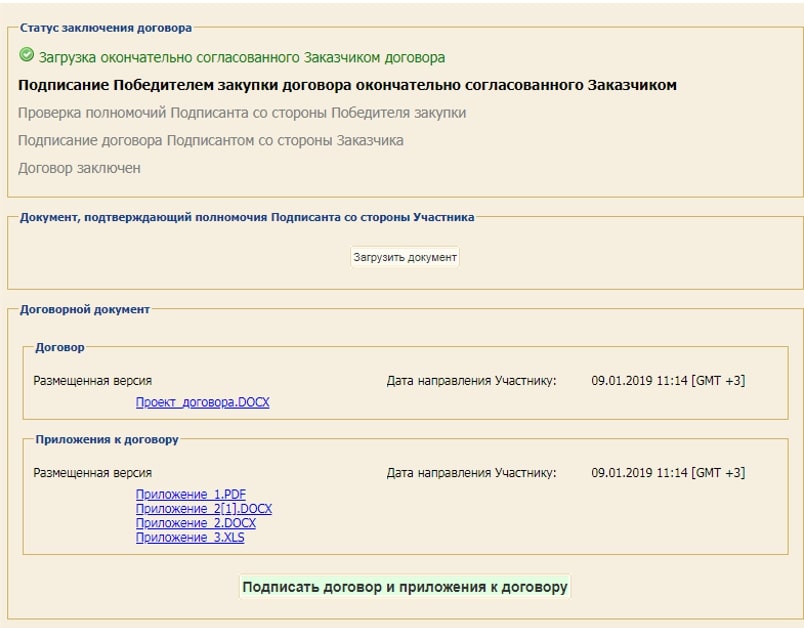 Статус заключения договора
Загрузка окончательно согласованного Заказчиком договора
Подписание Победителем закупки договора окончательно согласованного Заказчиком
Проверка полномочий Подписанта со стороны Победителя закупки
Подписание договора Подписантом со стороны Заказчика
Договор заключен
Документ, подтверждающий полномочия Подписанта со стороны Участника
Загрузить документ
Договорной документ
Договор
Размещенная версия Дата направления Участнику: 09.01.2019 11:14 [GMT +3]
Проект_договора.DOCX
Приложения к договору
Размещенная версия Дата направления Участнику: 09.01.2019 11:14 [GMT +3]
Приложение_1.PDF
Приложение_2[1].DOCX
Приложение_2.DOCX
Приложение_3.XLS
Подписать договор и приложения к договору